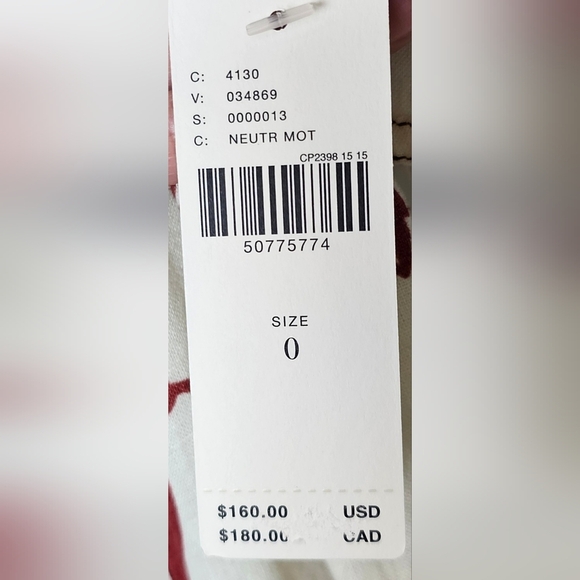 C: 4130
V: 034869
S: 0000013
C: NEUTR MOT
CP2398 15 15
50775774
SIZE
0
$160.00 USD
$180.00 CAD